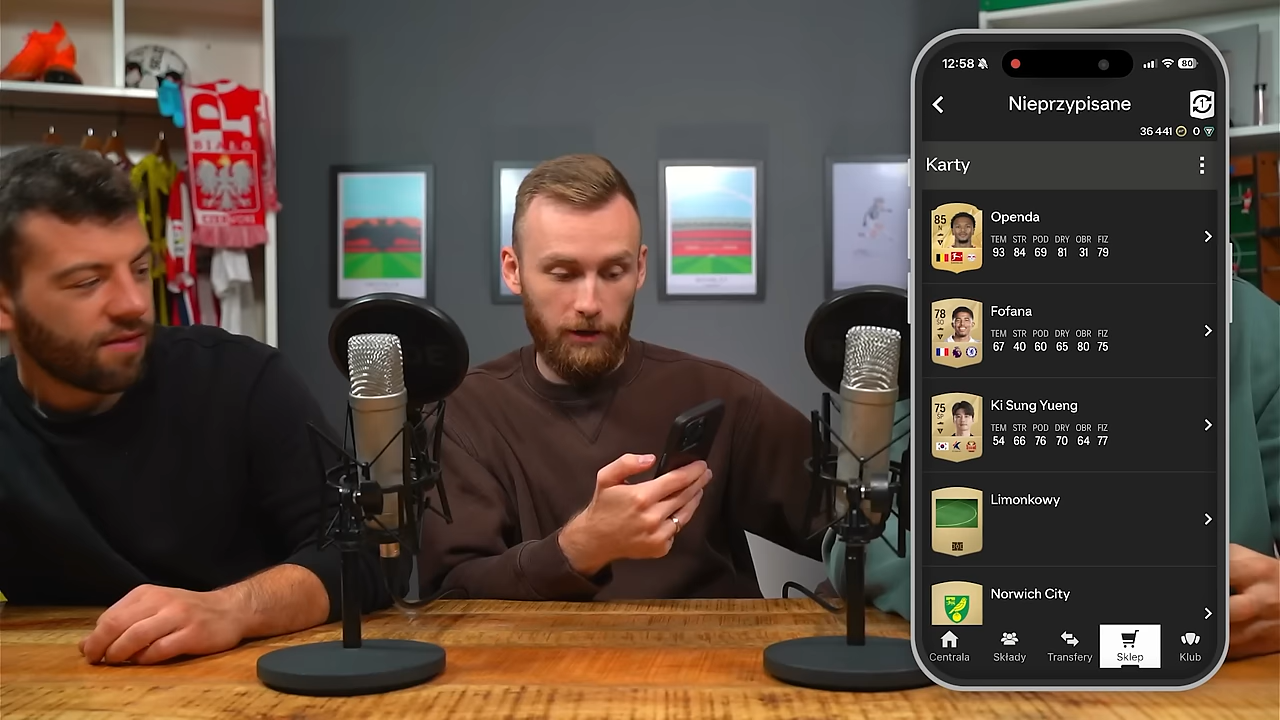 12:58
80
Nieprzypisane
36 441 0
Karty
85
N
Openda
TEM STR POD DRY OBR FIZ
93 84 69 81 31 79
78
Fofana
TEM STR POD DRY OBR FIZ
67 40 60 65 80 75
75
SP
Ki Sung Yueng
TEM STR POD DRY OBR FIZ
54 66 76 70 64 77
Limonkowy
Norwich City
Centrala Składy Transfery Sklep Klub